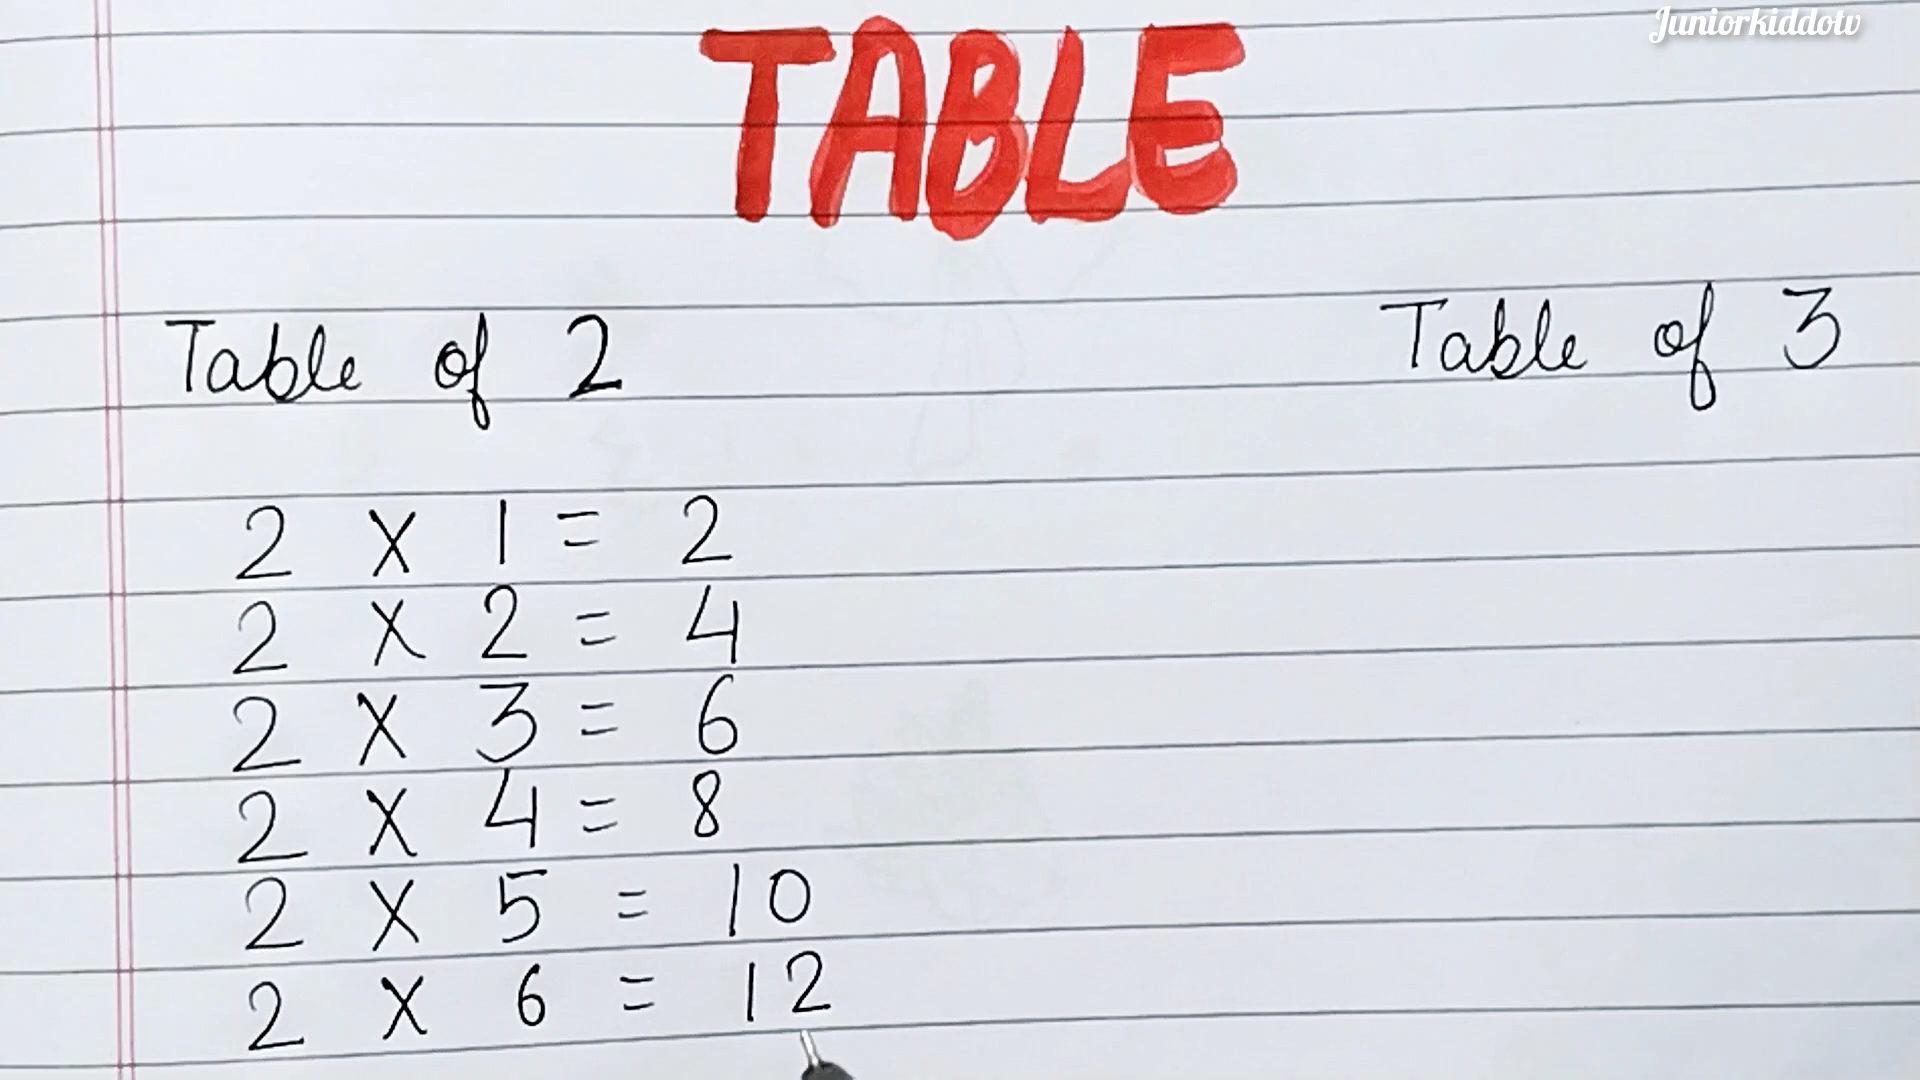 Juniorkiddotv
TABLE
Table of 2 Table of 3
2 X 1 = 2
2 X 2 = 4
2 X 3 = 6
2 X 4 = 8
2 X 5 = 10
2 X 6 = 12